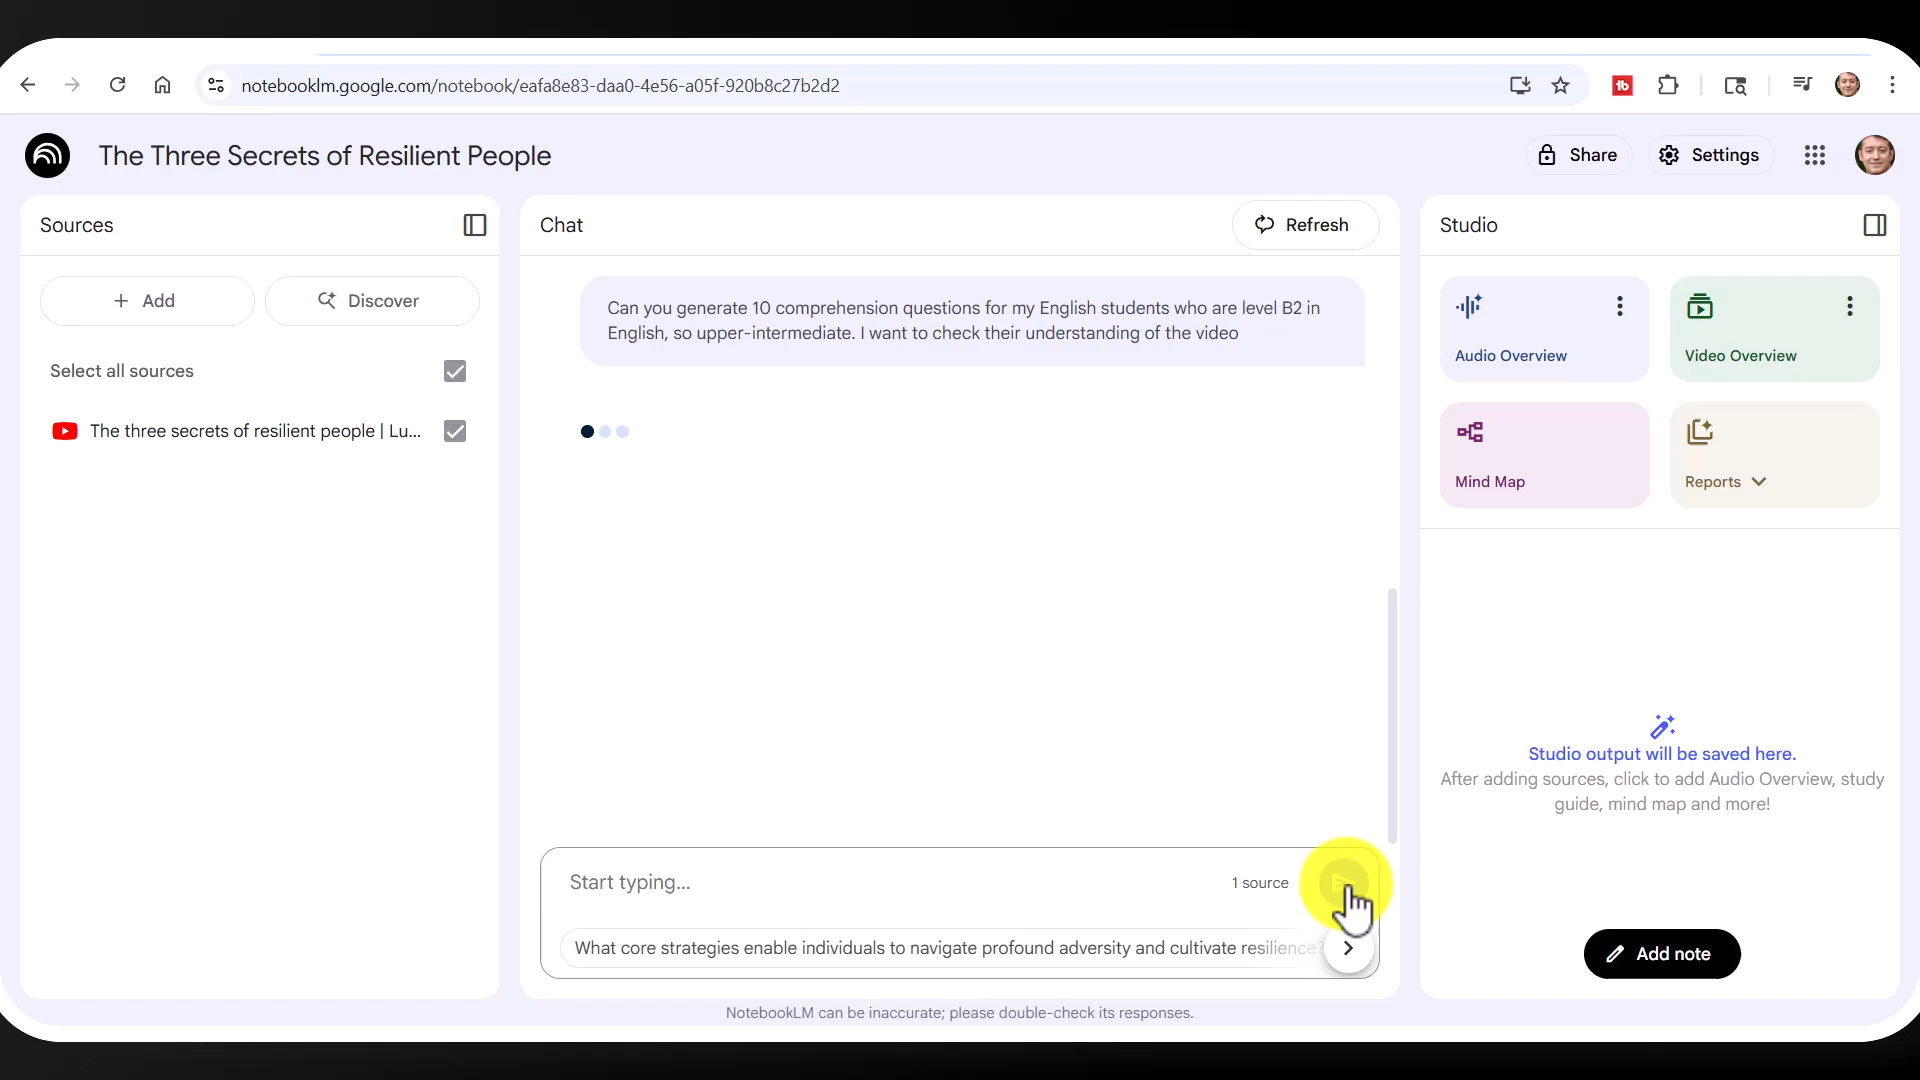 notebooklm.google.com/notebook/eafa8e83-daa0-4e56-a05f-920b8c27b2d2
The Three Secrets of Resilient People
Share
Settings
Sources
Chat
Refresh
Studio
Add
Discover
Select all sources
The three secrets of resilient people | Lu...
Can you generate 10 comprehension questions for my English students who are level B2 in
English, so upper-intermediate. I want to check their understanding of the video
Audio Overview
Video Overview
Mind Map
Reports
Studio output will be saved here.
After adding sources, click to add Audio Overview, study
guide, mind map and more!
Start typing...
1 source
What core strategies enable individuals to navigate profound adversity and cultivate resilience?
Add note
NotebookLM can be inaccurate; please double-check its responses.